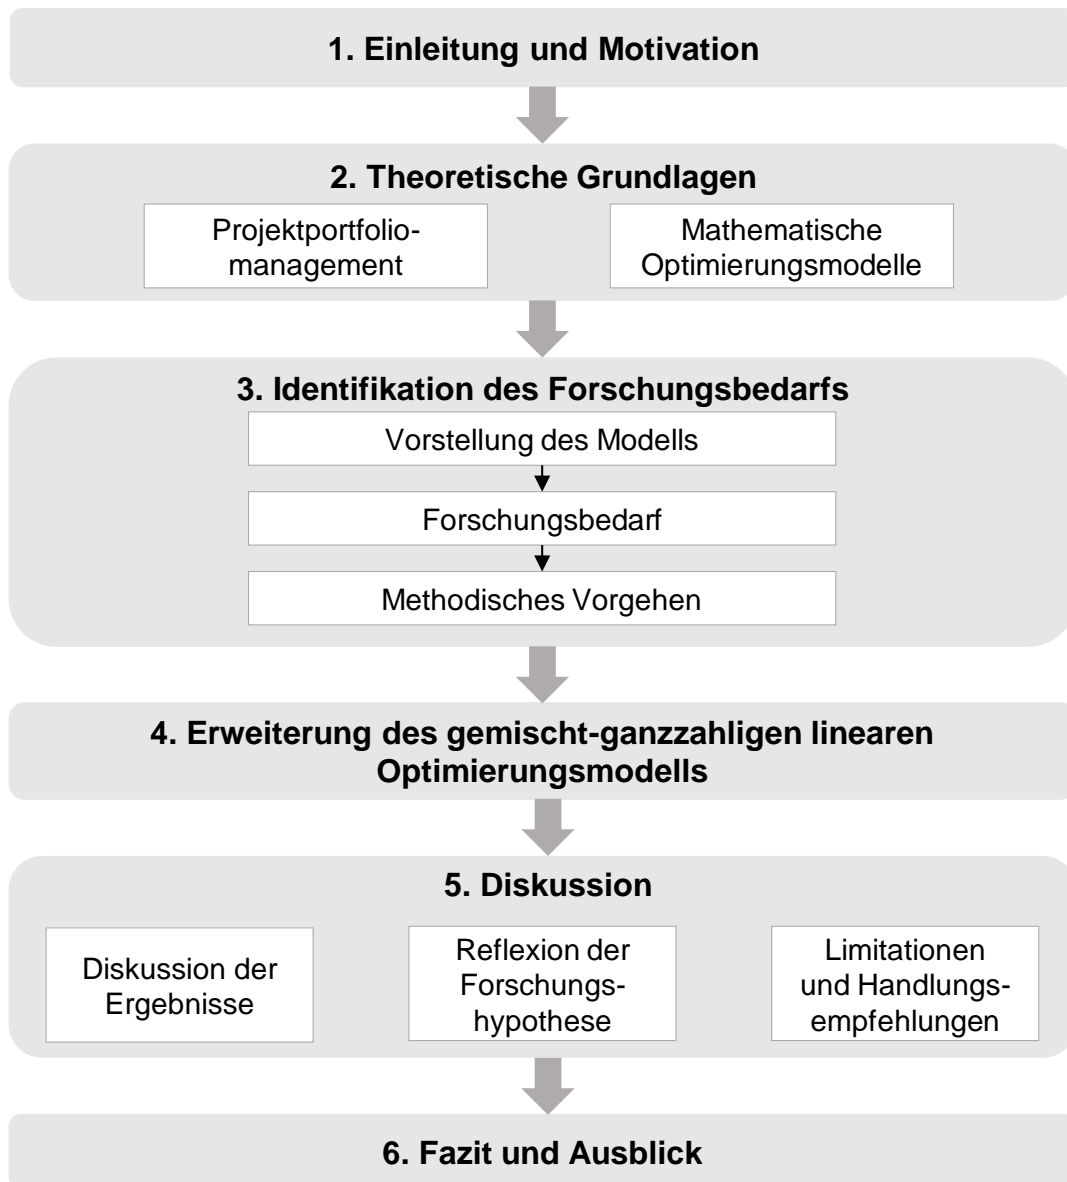 1. Einleitung und Motivation
2. Theoretische Grundlagen
Projektportfolio-
management
Mathematische
Optimierungsmodelle
3. Identifikation des Forschungsbedarfs
Vorstellung des Modells
Forschungsbedarf
Methodisches Vorgehen
4. Erweiterung des gemischt-ganzzahligen linearen
Optimierungsmodells
5. Diskussion
Diskussion der
Ergebnisse
Reflexion der
Forschungs-
hypothese
Limitationen
und Handlungs-
empfehlungen
6. Fazit und Ausblick